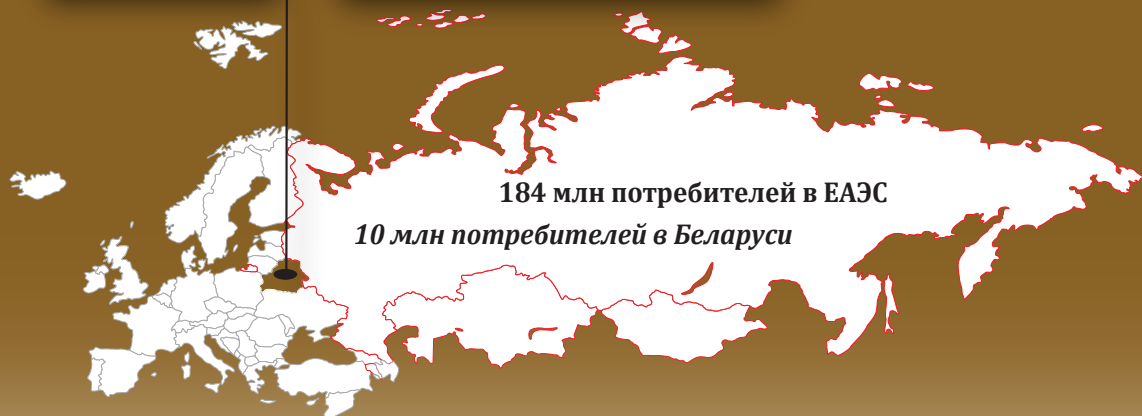 184 млн потребителей в ЕАЭС
10 млн потребителей в Беларуси